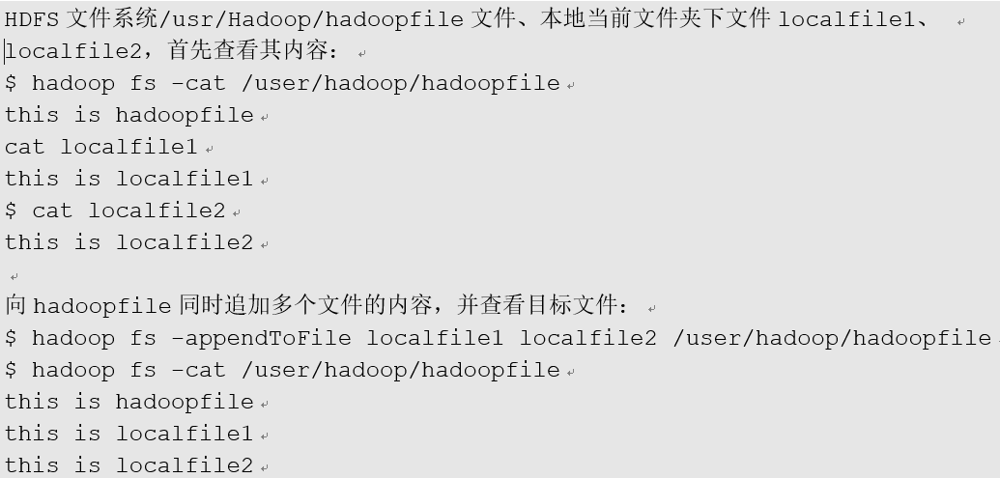 HDFS 文件系统/usr/Hadoop/hadoopfile 文件、本地当前文件夹下文件 localfile1、
localfile2，首先查看其内容：
$ hadoop fs -cat /user/hadoop/hadoopfile
this is hadoopfile
cat localfile1
this is localfile1
$ cat localfile2
this is localfile2
向 hadoopfile 同时追加多个文件的内容，并查看目标文件：
$ hadoop fs -appendToFile localfile1 localfile2 /user/hadoop/hadoopfile
$ hadoop fs -cat /user/hadoop/hadoopfile
this is hadoopfile
this is localfile1
this is localfile2